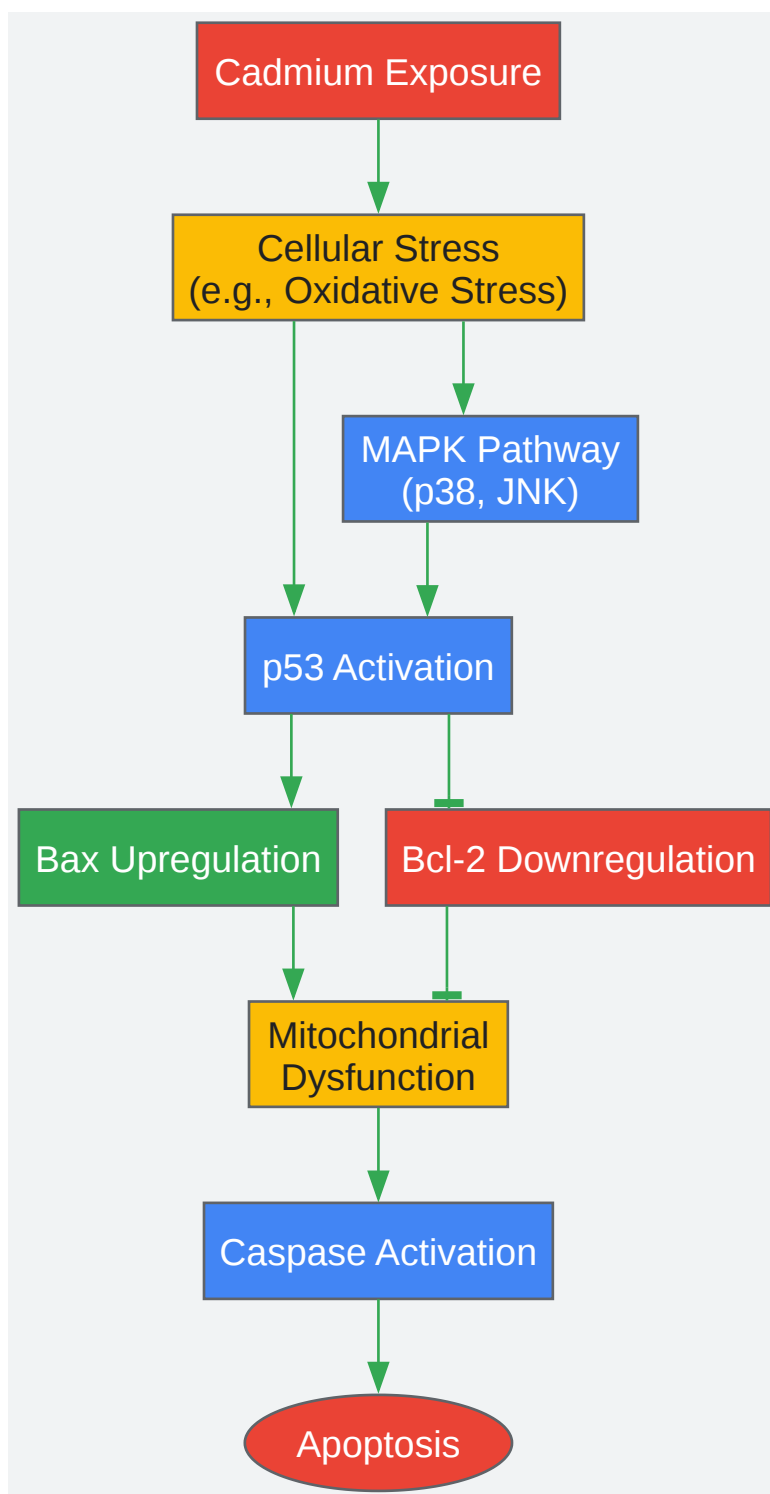 Cadmium Exposure
Cellular Stress
(e.g., Oxidative Stress)
MAPK Pathway
(p38, JNK)
p53 Activation
Bax Upregulation
Bcl-2 Downregulation
Mitochondrial
Dysfunction
Caspase Activation
Apoptosis